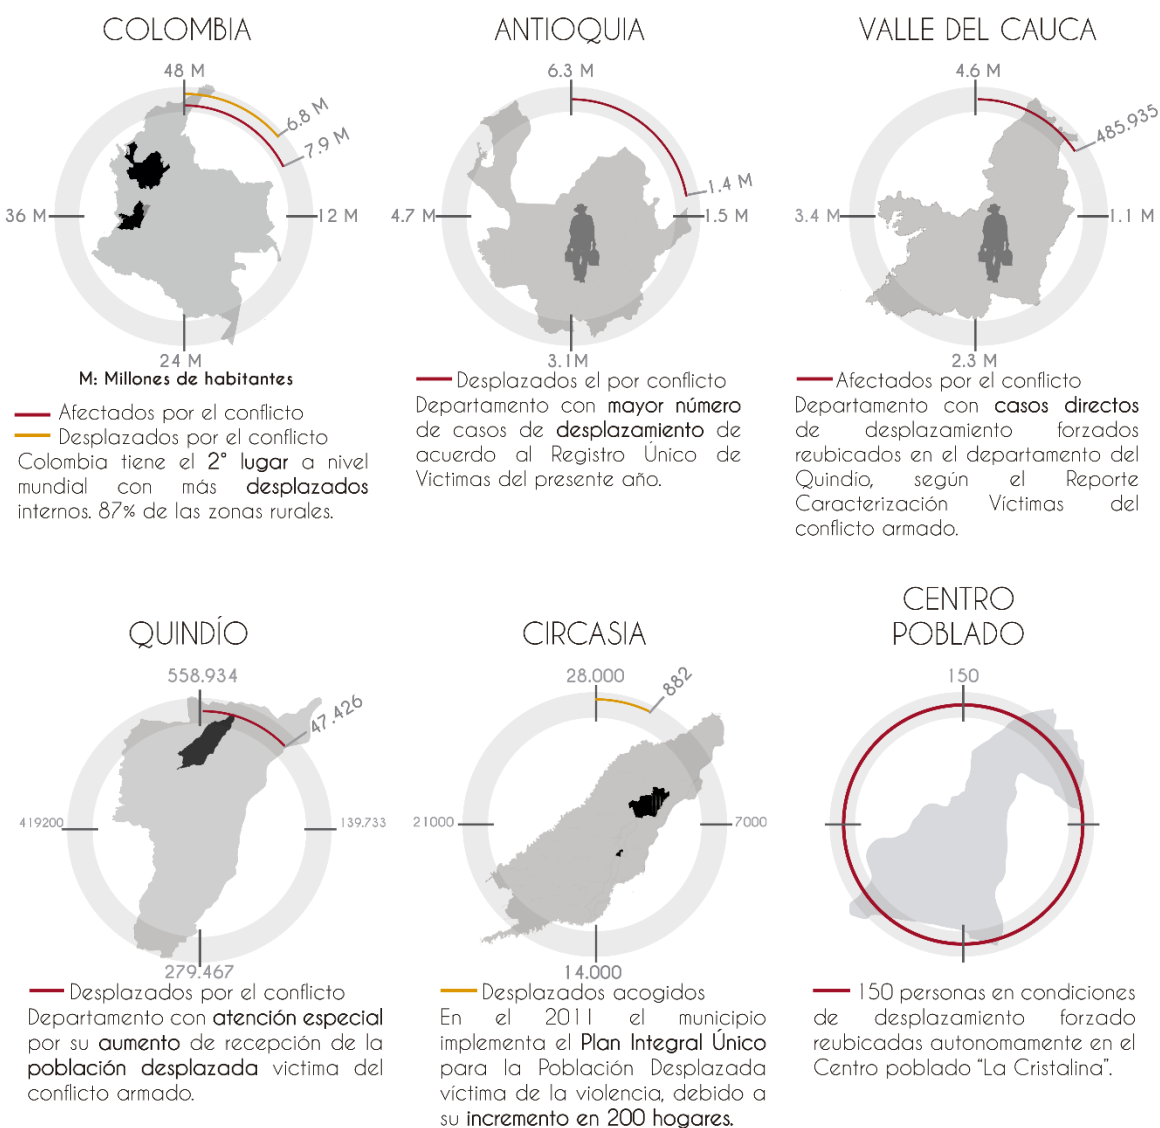 COLOMBIA
48 M
6.8 M
7.9 M
36 M
12 M
24 M
M: Millones de habitantes
Afectados por el conflicto
Desplazados por el conflicto
Colombia tiene el 2° lugar a nivel
mundial con más desplazados
internos. 87% de las zonas rurales.
ANTIOQUIA
6.3 M
1.4 M
4.7 M
1.5 M
3.1M
Desplazados el por conflicto
Departamento con mayor número
de casos de desplazamiento de
acuerdo al Registro Único de
Victimas del presente año.
VALLE DEL CAUCA
4.6 M
485.935
3.4 M
1.1 M
2.3 M
Afectados por el conflicto
Departamento con casos directos
de desplazamiento forzados
reubicados en el departamento del
Quindío, según el Reporte
Caracterización Víctimas del
conflicto armado.
QUINDÍO
558.934
47.426
419200
139.733
279.467
Desplazados por el conflicto
Departamento con atención especial
por su aumento de recepción de la
población desplazada victima del
conflicto armado.
CIRCASIA
28.000
882
21000
7000
14.000
Desplazados acogidos
En el 2011 el municipio
implementa el Plan Integral Único
para la Población Desplazada
víctima de la violencia, debido a
su incremento en 200 hogares.
CENTRO
POBLADO
150
150 personas en condiciones
de desplazamiento forzado
reubicadas autonomamente en el
Centro poblado "La Cristalina".